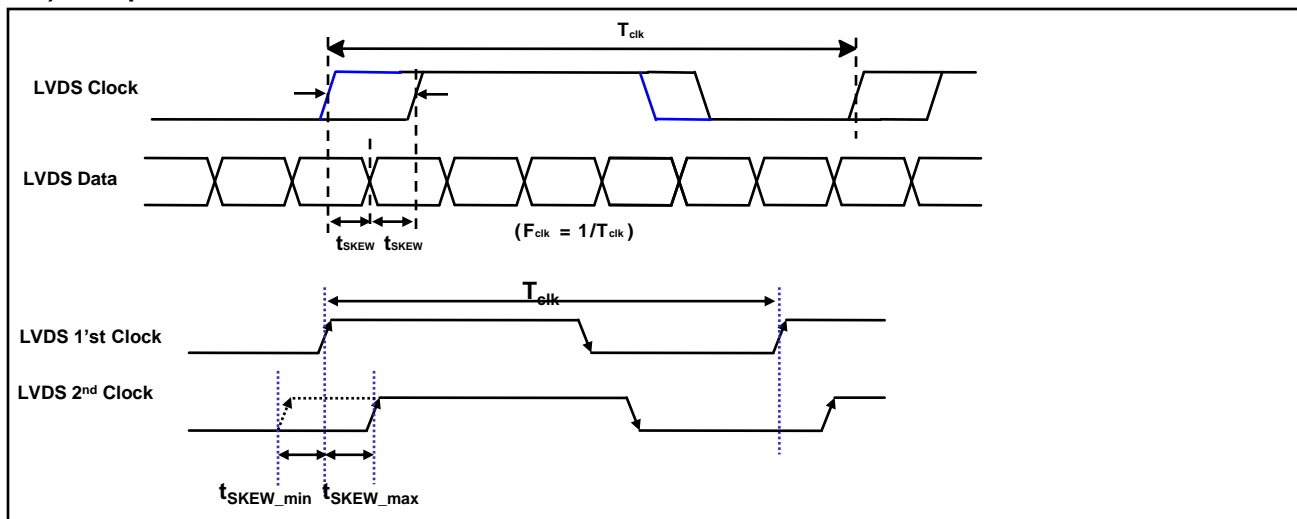 Tclk
LVDS Clock
LVDS Data
tSKEW tSKEW
(Fclk = 1/Tclk)
Tclk
LVDS 1'st Clock
LVDS 2nd Clock
tSKEW_min tSKEW_max